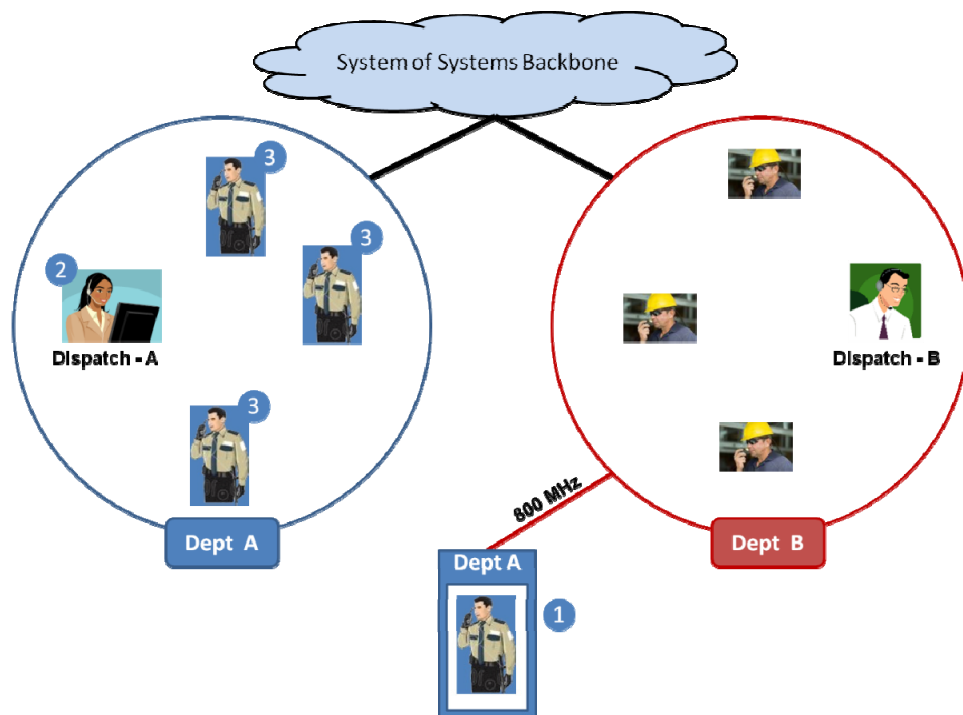 System of Systems Backbone
3
3
2
Dispatch - A
Dispatch - B
3
800 MHz
Dept A
Dept B
Dept A
1